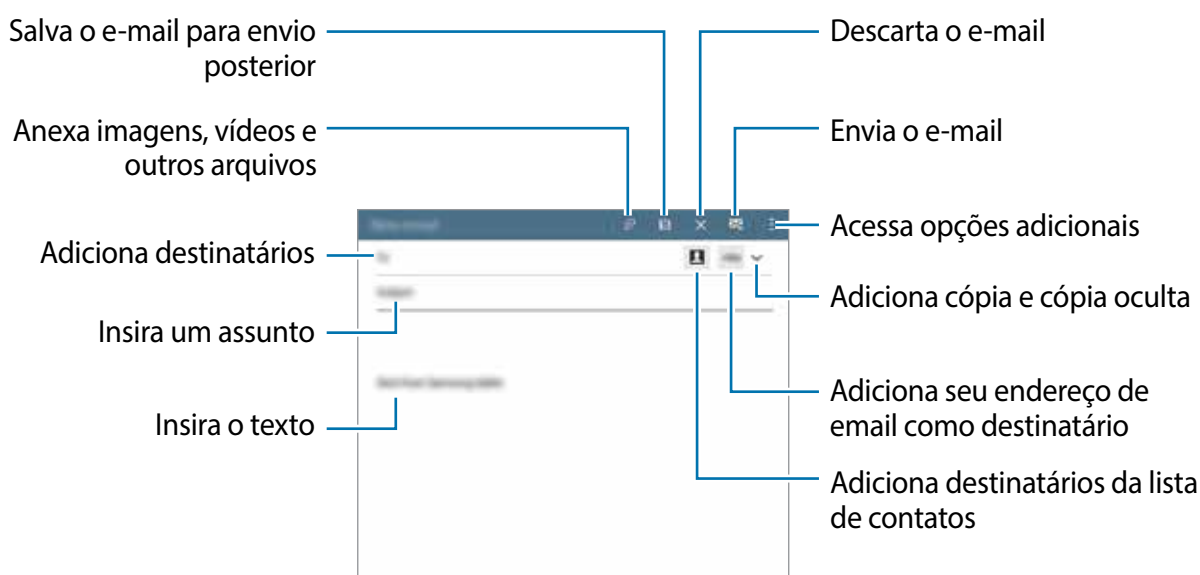 Salva o e-mail para envio
posterior
Anexa imagens, vídeos e
outros arquivos
Adiciona destinatários
Insira um assunto
Insira o texto
Descarta o e-mail
Envia o e-mail
Acessa opções adicionais
Adiciona cópia e cópia oculta
Adiciona seu endereço de
email como destinatário
Adiciona destinatários da lista
de contatos